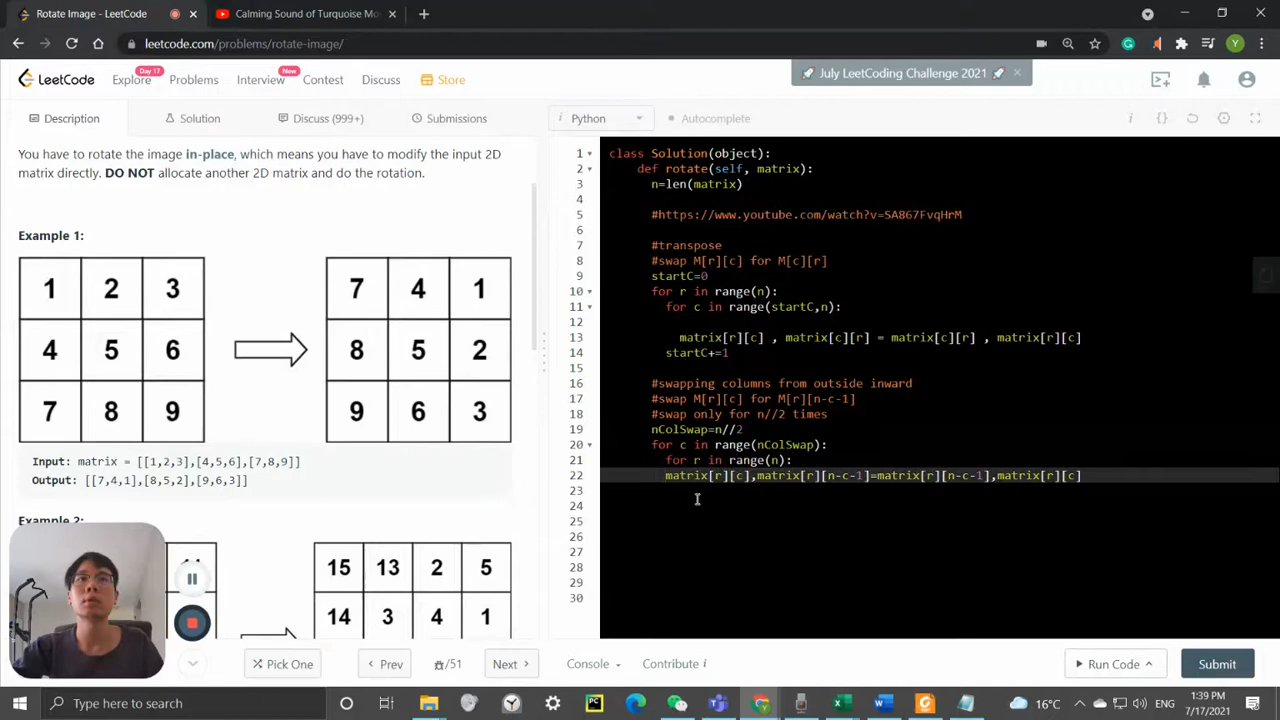 Rotate Image - LeetCode
Calming Sound of Turquoise Mo
leetcode.com/problems/rotate-image/
Y
LeetCode
Explore
Day 17
Problems
Interview
New
Contest
Discuss
Store
July LeetCoding Challenge 2021
Description
Solution
Discuss (999+)
Submissions
i Python
Autocomplete
You have to rotate the image in-place, which means you have to modify the input 2D
matrix directly. DO NOT allocate another 2D matrix and do the rotation.
Example 1:
1 2 3
4 5 6
7 8 9
7 4 1
8 5 2
9 6 3
Input: matrix = [[1,2,3],[4,5,6],[7,8,9]]
Output: [[7,4,1],[8,5,2],[9,6,3]]
Example 2:
15 13 2 5
14 3 4 1
1 class Solution(object):
2 def rotate(self, matrix):
3 n=len(matrix)
4
5 #https://www.youtube.com/watch?v=SA867FvqHrM
6
7 #transpose
8 #swap M[r][c] for M[c][r]
9 startC=0
10 for r in range(n):
11 for c in range(startC,n):
12
13 matrix[r][c] , matrix[c][r] = matrix[c][r] , matrix[r][c]
14 startC+=1
15
16 #swapping columns from outside inward
17 #swap M[r][c] for M[r][n-c-1]
18 #swap only for n//2 times
19 nColSwap=n//2
20 for c in range(nColSwap):
21 for r in range(n):
22 matrix[r][c],matrix[r][n-c-1]=matrix[r][n-c-1],matrix[r][c]
23
24
25
26
27
28
29
30
Pick One
Prev
/51
Next
Console
Contribute i
Run Code
Submit
Type here to search
16°C
ENG
1:39 PM
7/17/2021